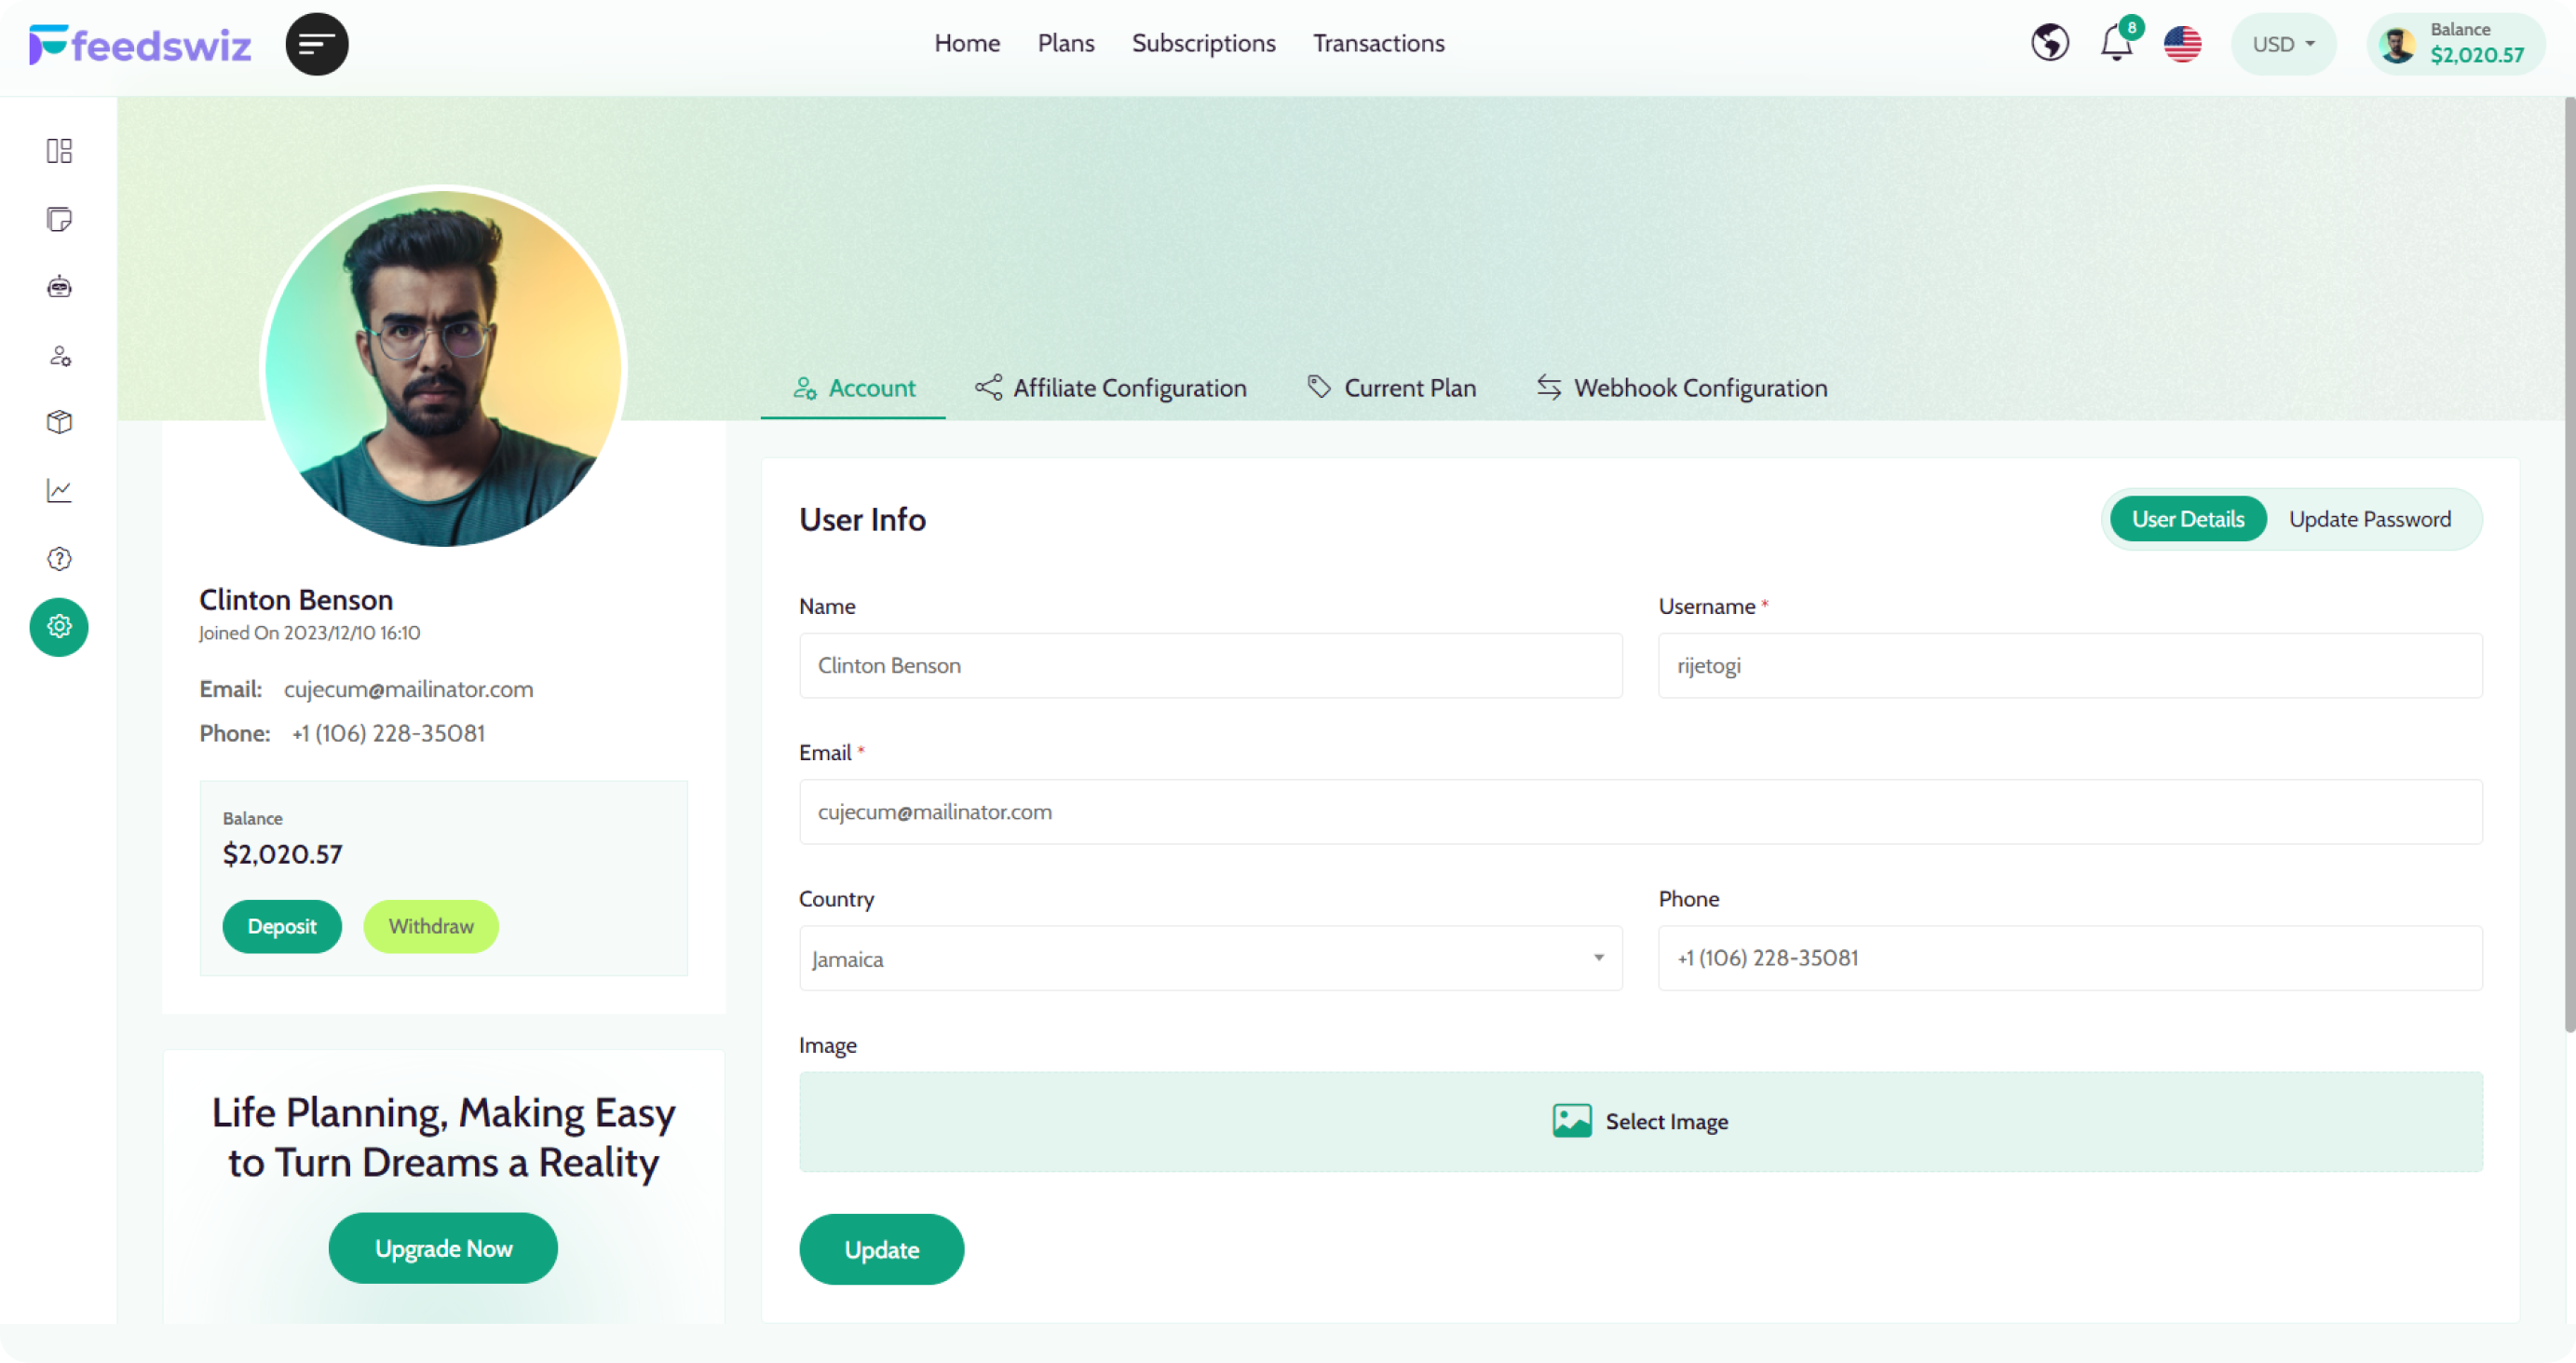 feedswiz
Home Plans Subscriptions Transactions
8
USD
Balance
$2,020.57
Account Affiliate Configuration Current Plan Webhook Configuration
Clinton Benson
Joined On 2023/12/10 16:10
Email: cujecum@mailinator.com
Phone: +1 (106) 228-35081
Balance
$2,020.57
Deposit Withdraw
Life Planning, Making Easy
to Turn Dreams a Reality
Upgrade Now
User Info
User Details Update Password
Name
Clinton Benson
Username *
rijetogi
Email *
cujecum@mailinator.com
Country
Jamaica
Phone
+1 (106) 228-35081
Image
Select Image
Update